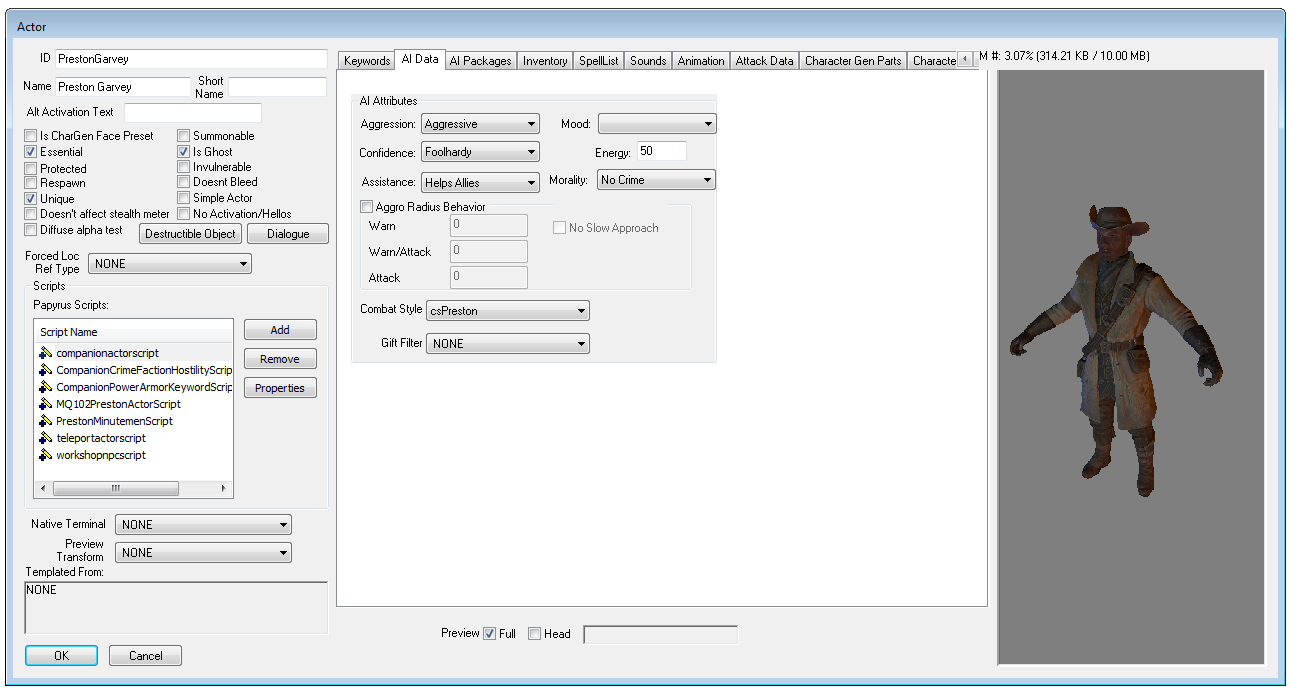 Actor
ID PrestonGarvey
Name Preston Garvey Short Name
Alt Activation Text
Is CharGen Face Preset Summonable
Essential Is Ghost
Protected Invulnerable
Respawn Doesnt Bleed
Unique Simple Actor
Doesn't affect stealth meter No Activation/Hellos
Diffuse alpha test Destructible Object Dialogue
Forced Loc Ref Type NONE
Scripts
Papyrus Scripts:
Script Name
companionactorscript
CompanionCrimeFactionHostilityScrip
CompanionPowerArmorKeywordScrip
MQ102PrestonActorScript
PrestonMinutemenScript
teleportactorscript
workshopnpcscript
Add
Remove
Properties
Native Terminal NONE
Preview Transform NONE
Templated From:
NONE
OK Cancel
Keywords AI Data AI Packages Inventory SpellList Sounds Animation Attack Data Character Gen Parts Characte
M #: 3.07% (314.21 KB / 10.00 MB)
AI Attributes
Aggression: Aggressive Mood:
Confidence: Foolhardy Energy: 50
Assistance: Helps Allies Morality: No Crime
Aggro Radius Behavior
Warn 0 No Slow Approach
Warn/Attack 0
Attack 0
Combat Style csPreston
Gift Filter NONE
Preview Full Head